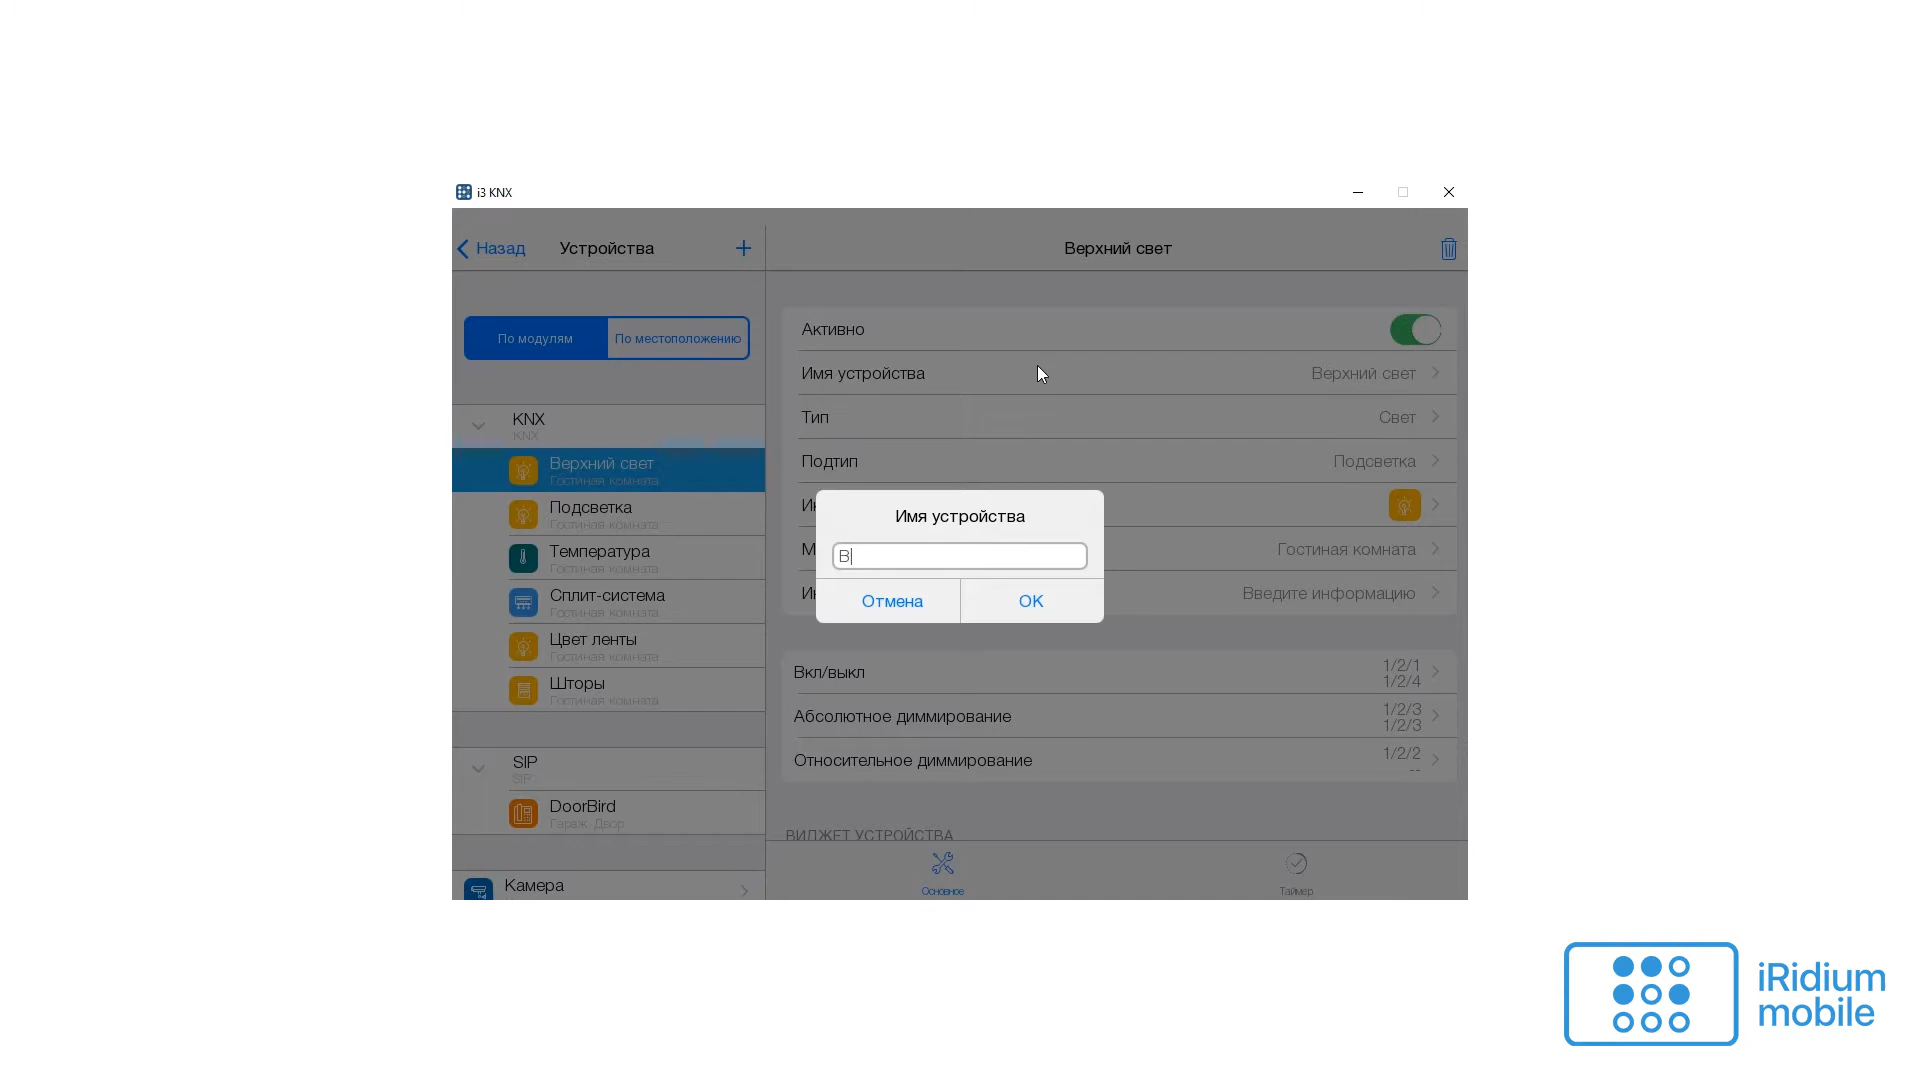 i3 KNX
Назад
Устройства
Верхний свет
По модулям
По местоположению
KNX
KNX
Верхний свет
Гостиная комната
Подсветка
Гостиная комната
Температура
Гостиная комната
Сплит-система
Гостиная комната
Цвет ленты
Гостиная комната
Шторы
Гостиная комната
SIP
SIP
DoorBird
Гараж, Двор
Камера
Активно
Имя устройства
Верхний свет
Тип
Свет
Подтип
Подсветка
Гостиная комната
Введите информацию
Имя устройства
В
Отмена
OK
Вкл/выкл
1/2/1
1/2/4
Абсолютное диммирование
1/2/3
1/2/3
Относительное диммирование
1/2/2
--
ВИДЖЕТ УСТРОЙСТВА
Основное
Таймер
iRidium
mobile